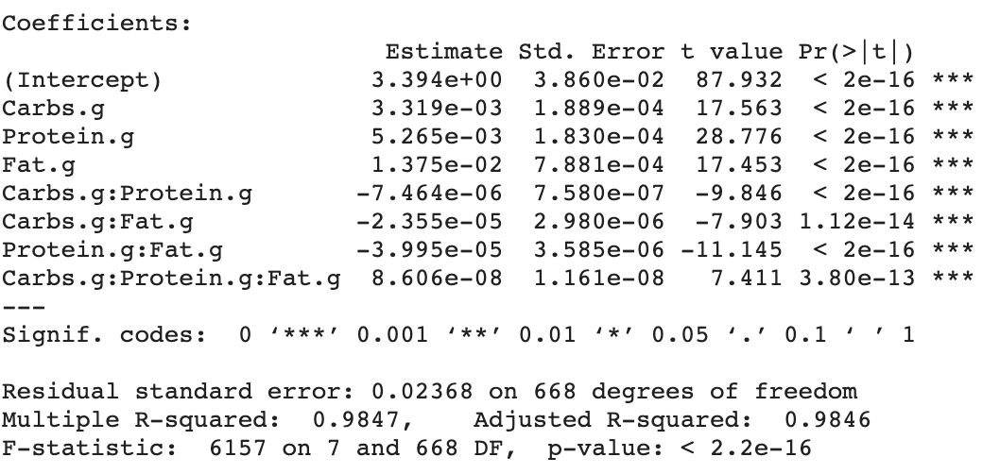 Coefficients:
Estimate Std. Error t value Pr(>|t|)
(Intercept) 3.394e+00 3.860e-02 87.932 < 2e-16 ***
Carbs.g 3.319e-03 1.889e-04 17.563 < 2e-16 ***
Protein.g 5.265e-03 1.830e-04 28.776 < 2e-16 ***
Fat.g 1.375e-02 7.881e-04 17.453 < 2e-16 ***
Carbs.g:Protein.g -7.464e-06 7.580e-07 -9.846 < 2e-16 ***
Carbs.g:Fat.g -2.355e-05 2.980e-06 -7.903 1.12e-14 ***
Protein.g:Fat.g -3.995e-05 3.585e-06 -11.145 < 2e-16 ***
Carbs.g:Protein.g:Fat.g 8.606e-08 1.161e-08 7.411 3.80e-13 ***
---
Signif. codes: 0 ‘***’ 0.001 ‘**’ 0.01 ‘*’ 0.05 ‘.’ 0.1 ‘ ’ 1
Residual standard error: 0.02368 on 668 degrees of freedom
Multiple R-squared: 0.9847, Adjusted R-squared: 0.9846
F-statistic: 6157 on 7 and 668 DF, p-value: < 2.2e-16